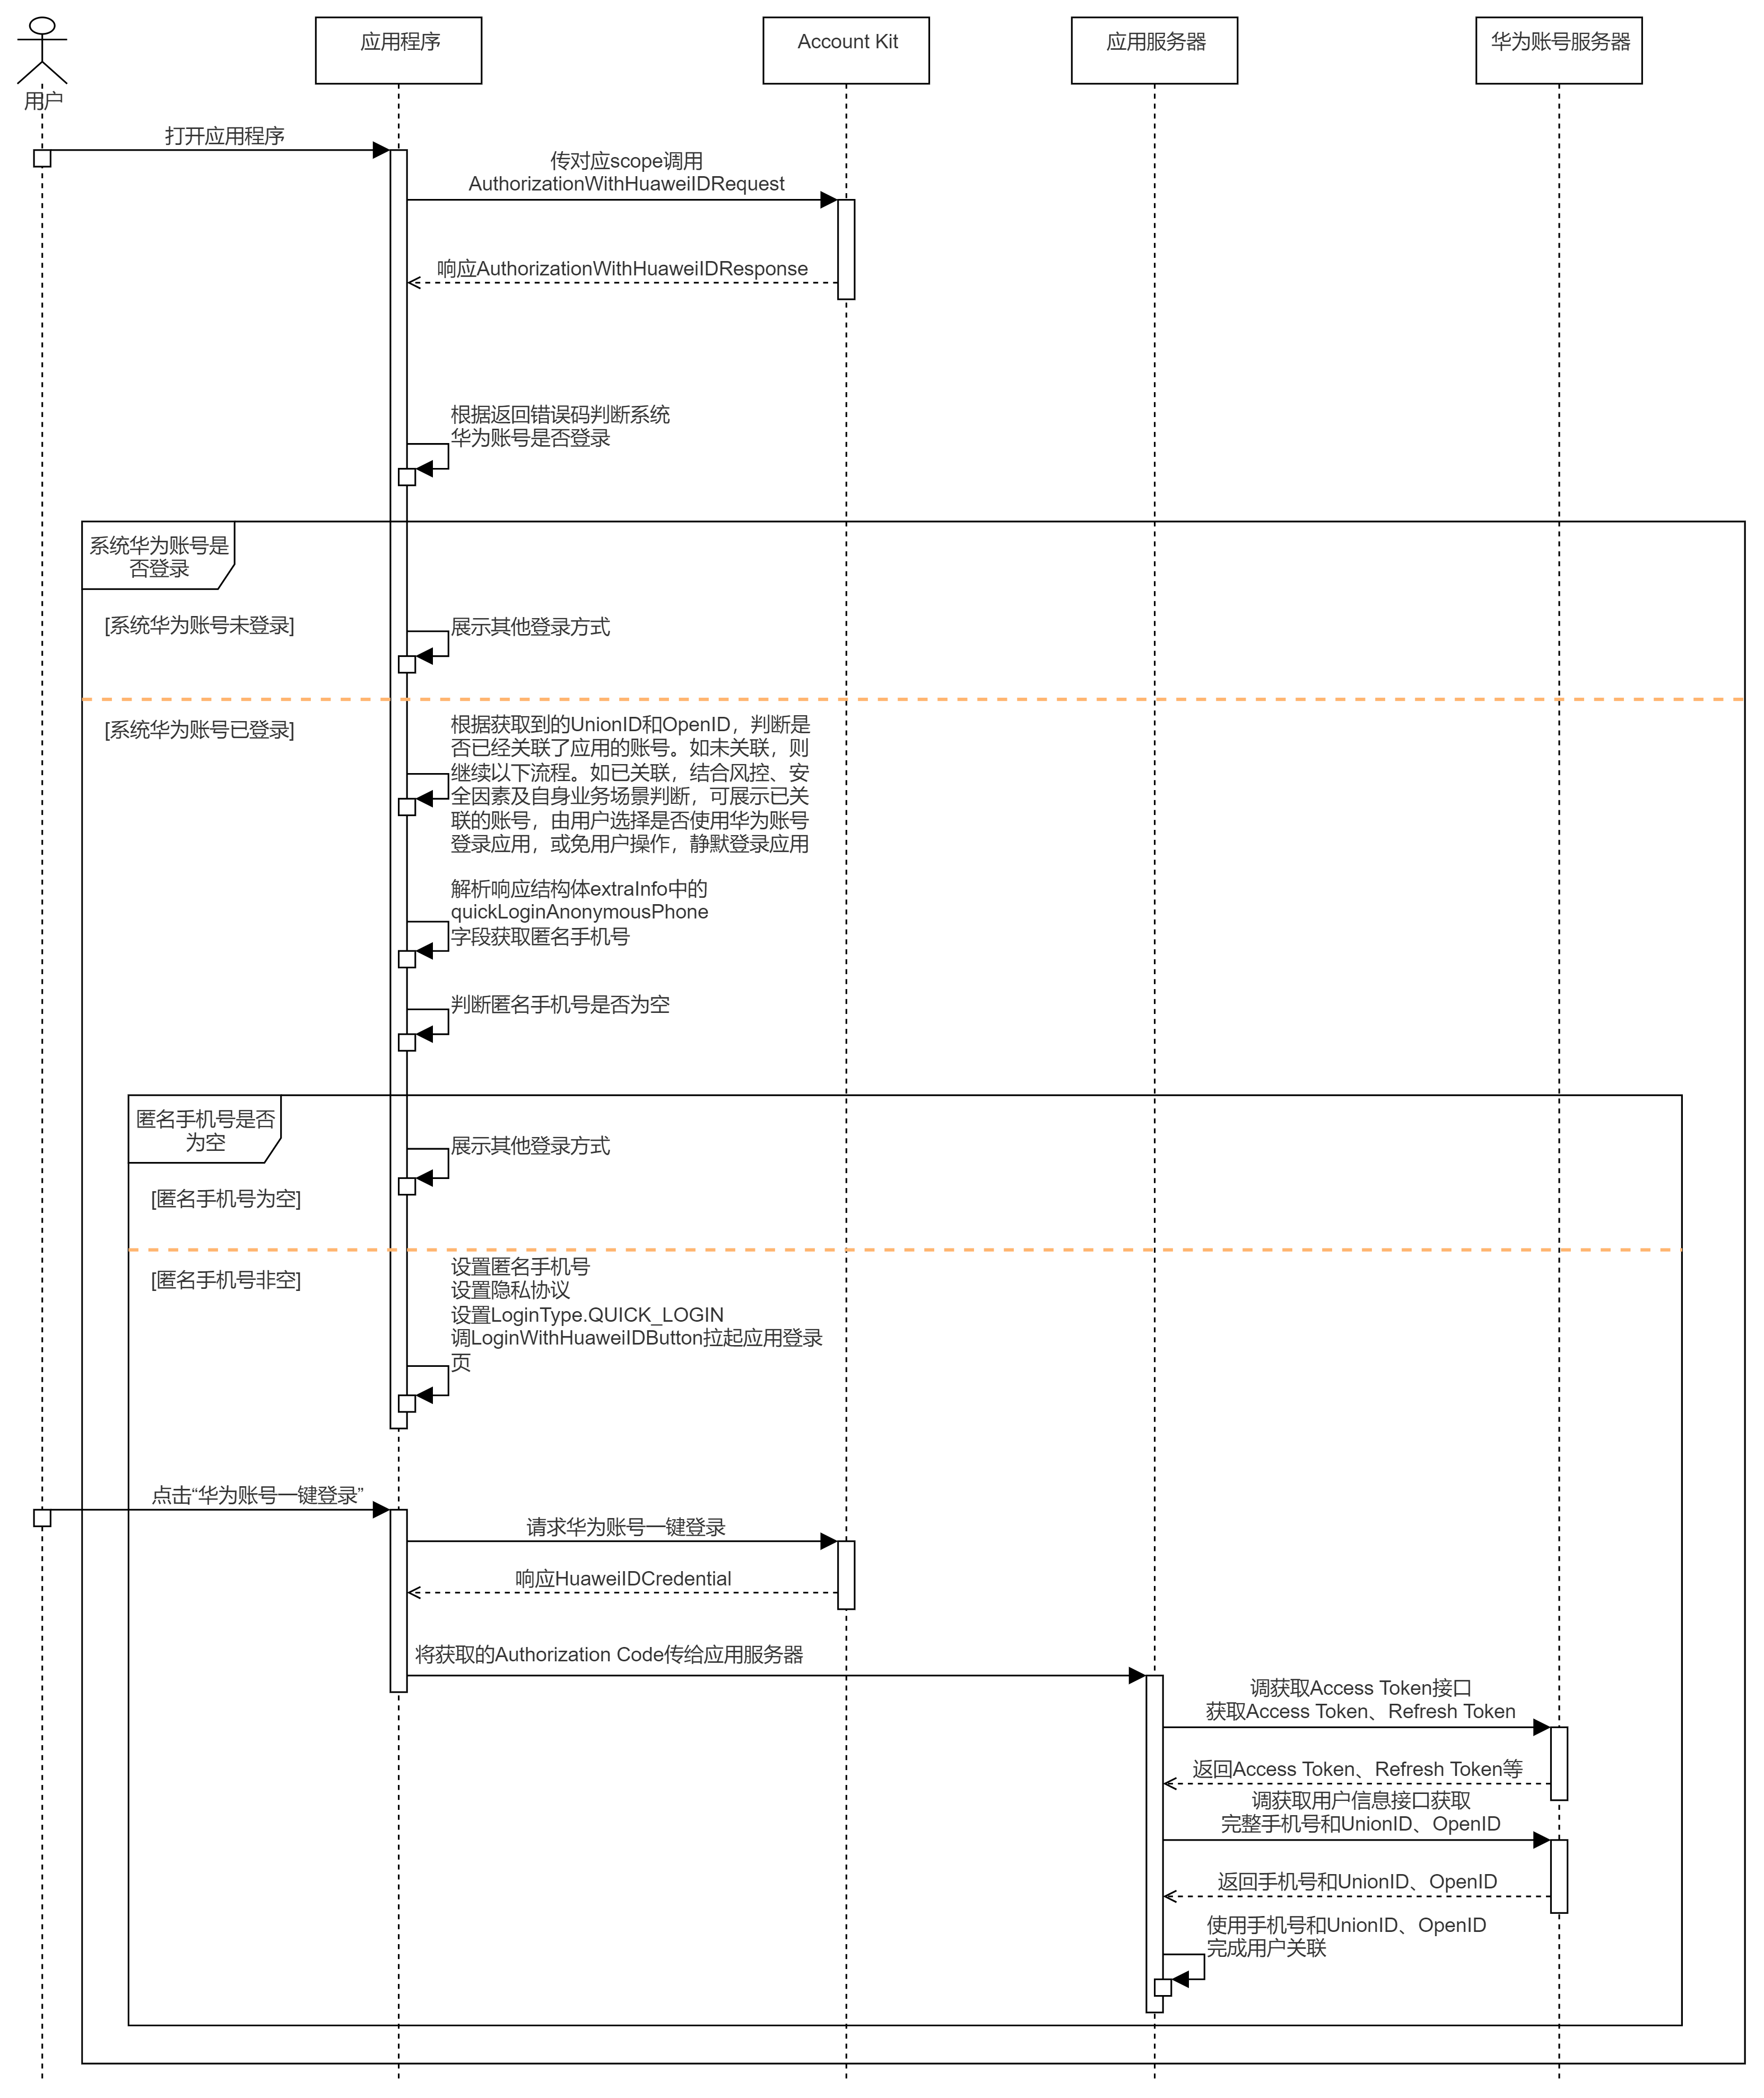 用户
应用程序
Account Kit
应用服务器
华为账号服务器
打开应用程序
传对应scope调用
AuthorizationWithHuaweiIDRequest
响应AuthorizationWithHuaweiIDResponse
根据返回错误码判断系统
华为账号是否登录
系统华为账号是
否登录
[系统华为账号未登录]
展示其他登录方式
[系统华为账号已登录]
根据获取到的UnionID和OpenID，判断是
否已经关联了应用的账号。如未关联，则
继续以下流程。如已关联，结合风控、安
全因素及自身业务场景判断，可展示已关
联的账号，由用户选择是否使用华为账号
登录应用，或免用户操作，静默登录应用
解析响应结构体extraInfo中的
quickLoginAnonymousPhone
字段获取匿名手机号
判断匿名手机号是否为空
匿名手机号是否
为空
展示其他登录方式
[匿名手机号为空]
[匿名手机号非空]
设置匿名手机号
设置隐私协议
设置LoginType.QUICK_LOGIN
调LoginWithHuaweiIDButton拉起应用登录
页
点击“华为账号一键登录”
请求华为账号一键登录
响应HuaweiIDCredential
将获取的Authorization Code传给应用服务器
调获取Access Token接口
获取Access Token、Refresh Token
返回Access Token、Refresh Token等
调获取用户信息接口获取
完整手机号和UnionID、OpenID
返回手机号和UnionID、OpenID
使用手机号和UnionID、OpenID
完成用户关联